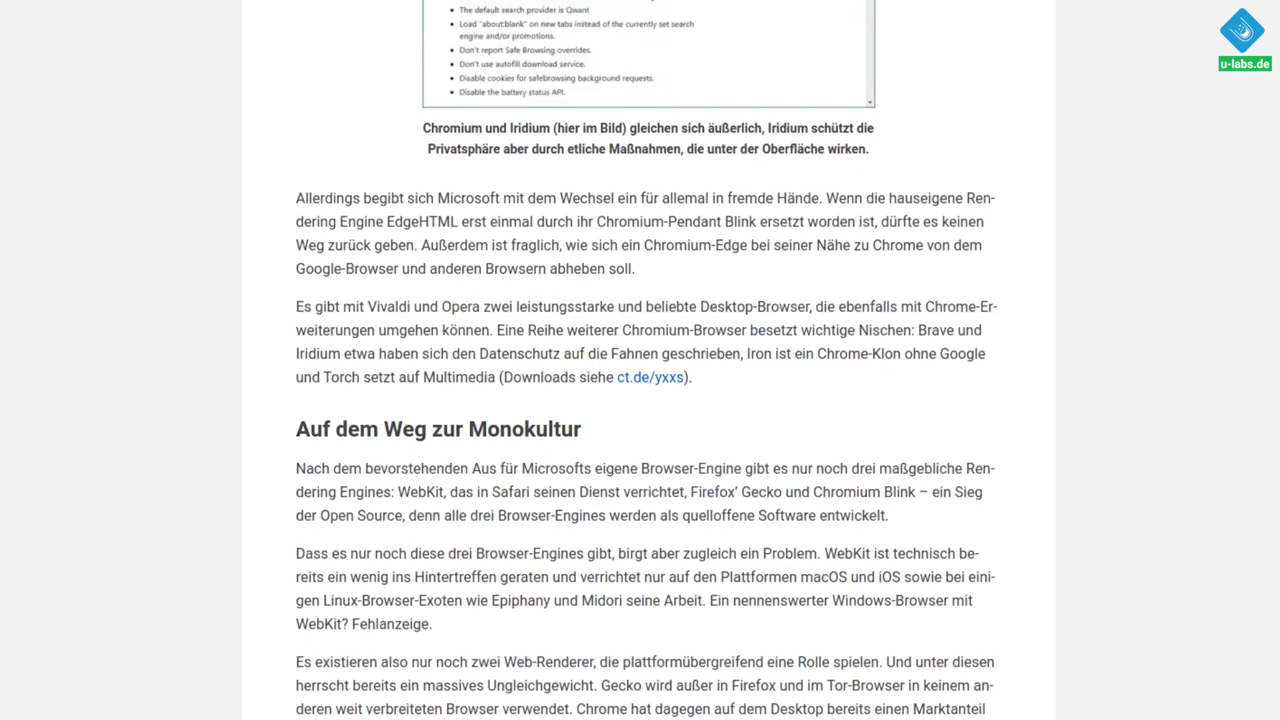 The default search provider is Qwant
Load "about:blank" on new tabs instead of the currently set search
engine and/or promotions.
Don't report Safe Browsing overrides.
Don't use autofill download service.
Disable cookies for safebrowsing background requests.
Disable the battery status API.
u-labs.de
Chromium und Iridium (hier im Bild) gleichen sich äußerlich, Iridium schützt die
Privatsphäre aber durch etliche Maßnahmen, die unter der Oberfläche wirken.
Allerdings begibt sich Microsoft mit dem Wechsel ein für allemal in fremde Hände. Wenn die hauseigene Ren-
dering Engine EdgeHTML erst einmal durch ihr Chromium-Pendant Blink ersetzt worden ist, dürfte es keinen
Weg zurück geben. Außerdem ist fraglich, wie sich ein Chromium-Edge bei seiner Nähe zu Chrome von dem
Google-Browser und anderen Browsern abheben soll.
Es gibt mit Vivaldi und Opera zwei leistungsstarke und beliebte Desktop-Browser, die ebenfalls mit Chrome-Er-
weiterungen umgehen können. Eine Reihe weiterer Chromium-Browser besetzt wichtige Nischen: Brave und
Iridium etwa haben sich den Datenschutz auf die Fahnen geschrieben, Iron ist ein Chrome-Klon ohne Google
und Torch setzt auf Multimedia (Downloads siehe ct.de/yxxs).
Auf dem Weg zur Monokultur
Nach dem bevorstehenden Aus für Microsofts eigene Browser-Engine gibt es nur noch drei maßgebliche Ren-
dering Engines: WebKit, das in Safari seinen Dienst verrichtet, Firefox’ Gecko und Chromium Blink – ein Sieg
der Open Source, denn alle drei Browser-Engines werden als quelloffene Software entwickelt.
Dass es nur noch diese drei Browser-Engines gibt, birgt aber zugleich ein Problem. WebKit ist technisch be-
reits ein wenig ins Hintertreffen geraten und verrichtet nur auf den Plattformen macOS und iOS sowie bei eini-
gen Linux-Browser-Exoten wie Epiphany und Midori seine Arbeit. Ein nennenswerter Windows-Browser mit
WebKit? Fehlanzeige.
Es existieren also nur noch zwei Web-Renderer, die plattformübergreifend eine Rolle spielen. Und unter diesen
herrscht bereits ein massives Ungleichgewicht. Gecko wird außer in Firefox und im Tor-Browser in keinem an-
deren weit verbreiteten Browser verwendet. Chrome hat dagegen auf dem Desktop bereits einen Marktanteil